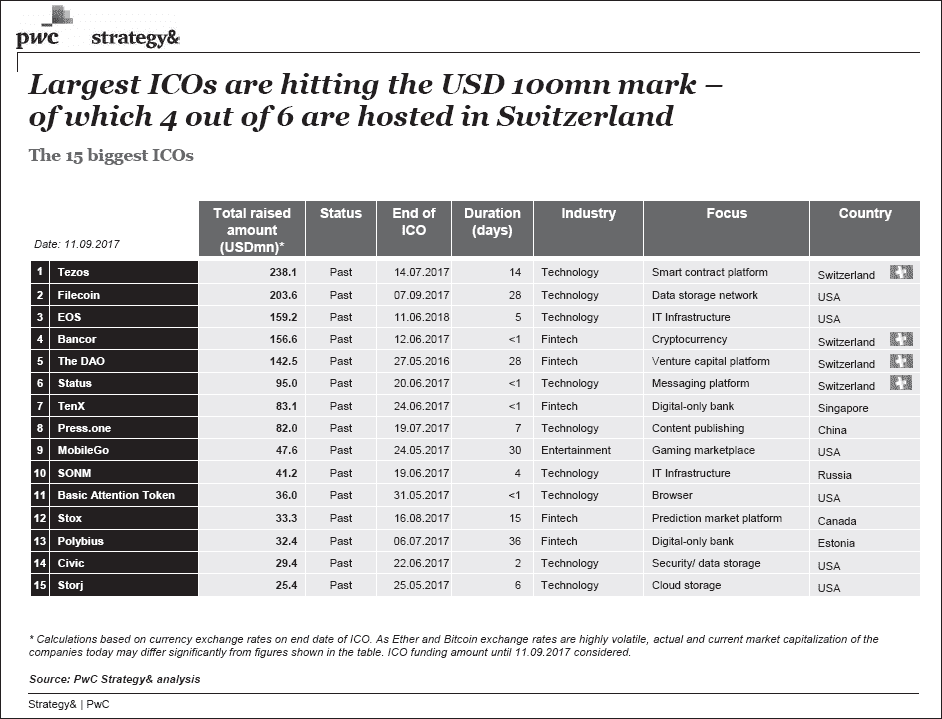 pwc strategy&
Largest ICOs are hitting the USD 100mn mark –
of which 4 out of 6 are hosted in Switzerland
The 15 biggest ICOs
Date: 11.09.2017 Total raised amount (USDmn)* Status End of ICO Duration (days) Industry Focus Country
1 Tezos 238.1 Past 14.07.2017 14 Technology Smart contract platform Switzerland
2 Filecoin 203.6 Past 07.09.2017 28 Technology Data storage network USA
3 EOS 159.2 Past 11.06.2018 5 Technology IT Infrastructure USA
4 Bancor 156.6 Past 12.06.2017 <1 Fintech Cryptocurrency Switzerland
5 The DAO 142.5 Past 27.05.2016 28 Fintech Venture capital platform Switzerland
6 Status 95.0 Past 20.06.2017 <1 Technology Messaging platform Switzerland
7 TenX 83.1 Past 24.06.2017 <1 Fintech Digital-only bank Singapore
8 Press.one 82.0 Past 19.07.2017 7 Technology Content publishing China
9 MobileGo 47.6 Past 24.05.2017 30 Entertainment Gaming marketplace USA
10 SONM 41.2 Past 19.06.2017 4 Technology IT Infrastructure Russia
11 Basic Attention Token 36.0 Past 31.05.2017 <1 Technology Browser USA
12 Stox 33.3 Past 16.08.2017 15 Fintech Prediction market platform Canada
13 Polybius 32.4 Past 06.07.2017 36 Fintech Digital-only bank Estonia
14 Civic 29.4 Past 22.06.2017 2 Technology Security/ data storage USA
15 Storj 25.4 Past 25.05.2017 6 Technology Cloud storage USA
* Calculations based on currency exchange rates on end date of ICO. As Ether and Bitcoin exchange rates are highly volatile, actual and current market capitalization of the
companies today may differ significantly from figures shown in the table. ICO funding amount until 11.09.2017 considered.
Source: PwC Strategy& analysis
Strategy& | PwC